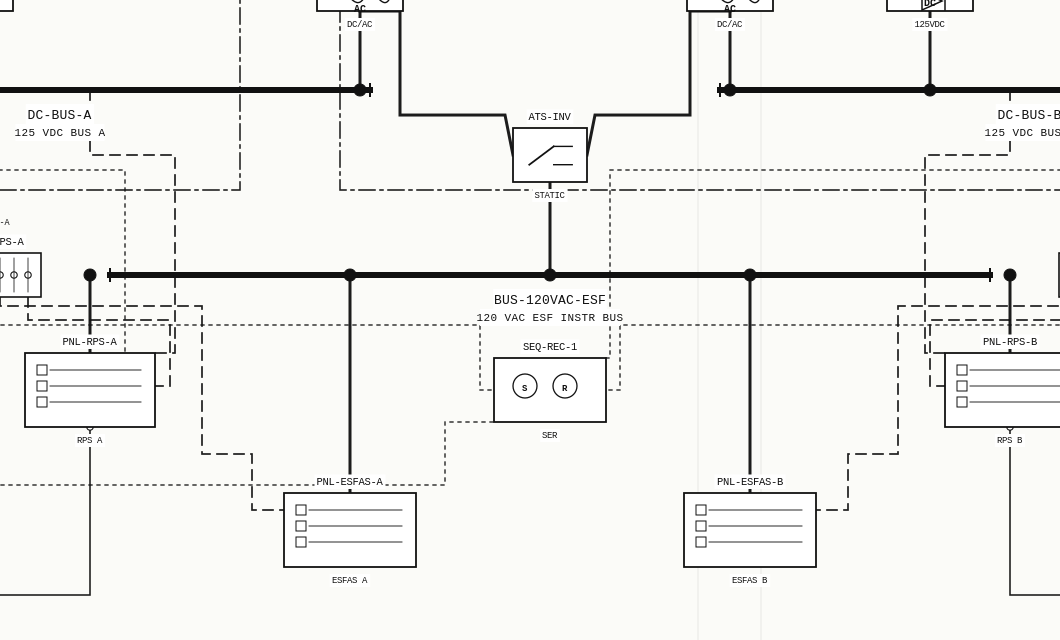 AC
AC
DC
DC/AC
DC/AC
125VDC
DC-BUS-A
125 VDC BUS A
ATS-INV
DC-BUS-B
125 VDC BUS
STATIC
-A
PS-A
BUS-120VAC-ESF
120 VAC ESF INSTR BUS
PNL-RPS-A
SEQ-REC-1
PNL-RPS-B
S
R
RPS A
SER
RPS B
PNL-ESFAS-A
PNL-ESFAS-B
ESFAS A
ESFAS B